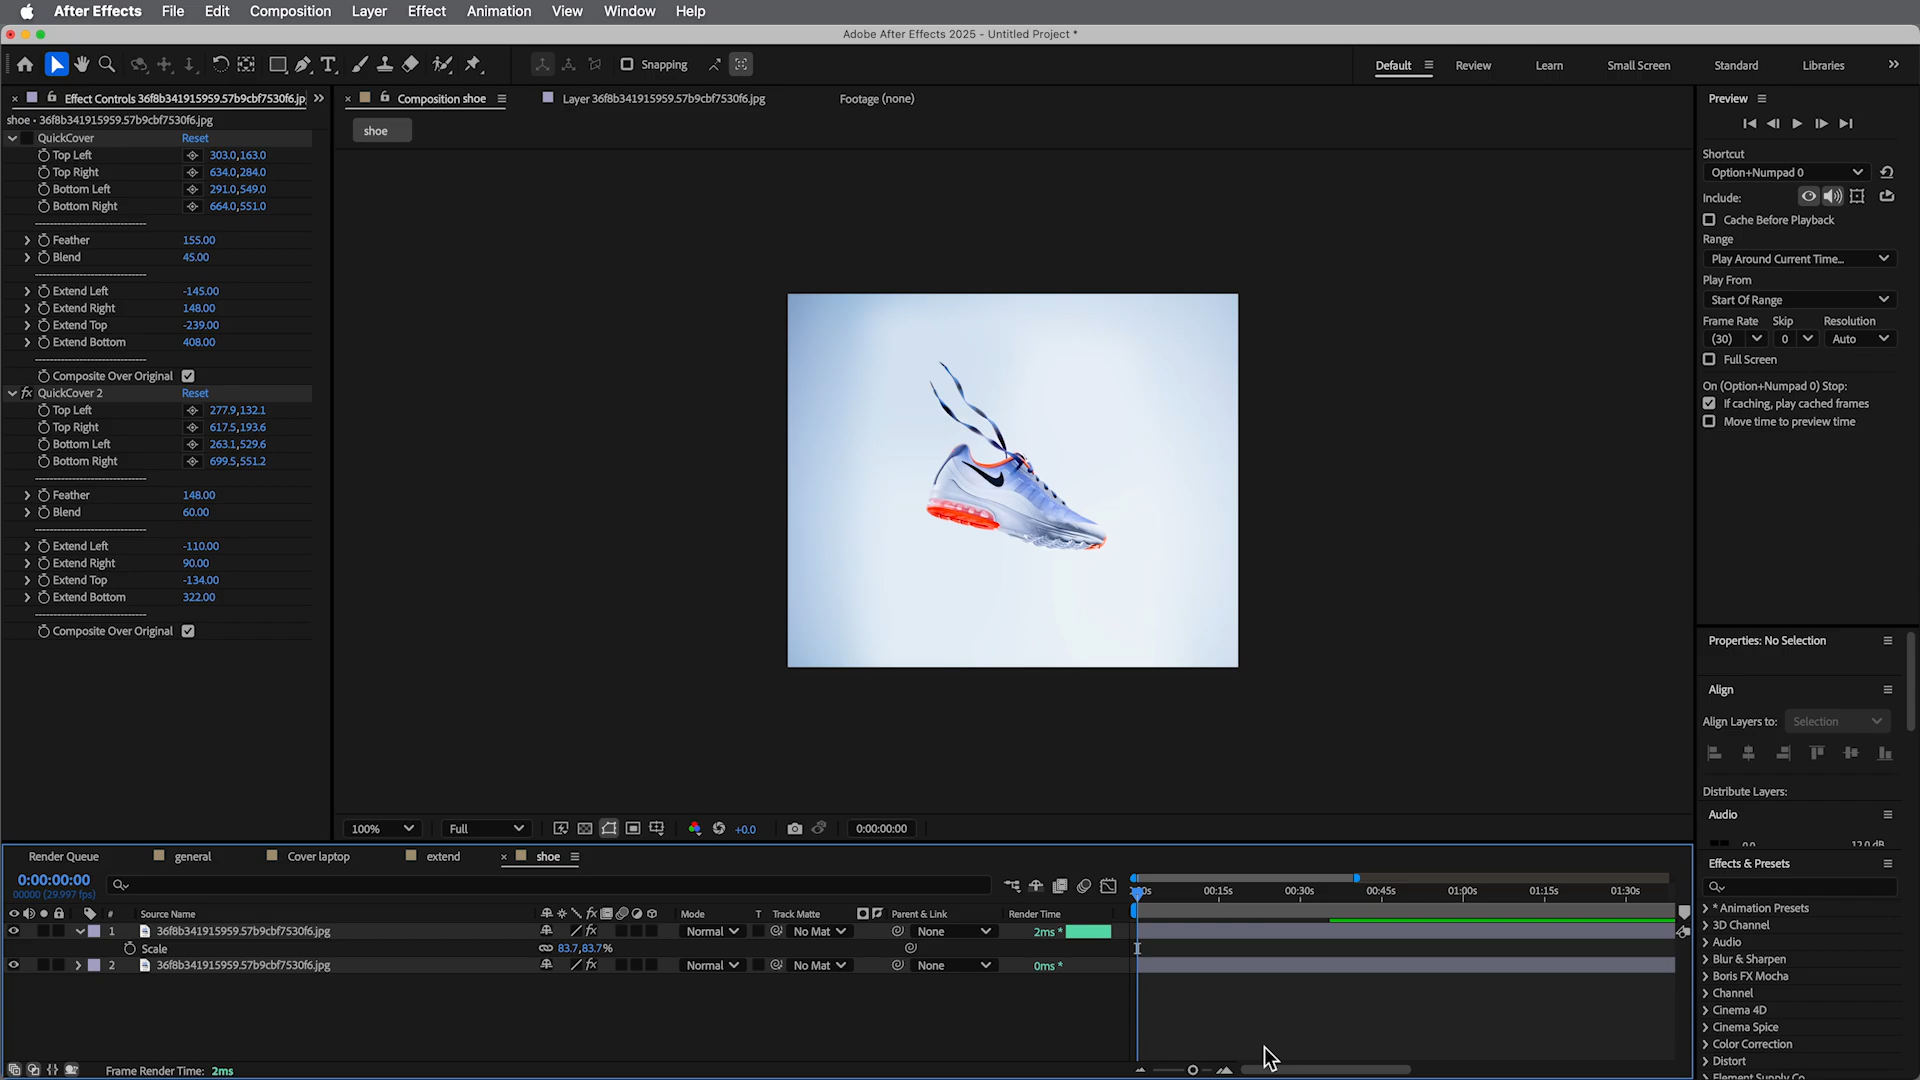 After Effects File Edit Composition Layer Effect Animation View Window Help
Adobe After Effects 2025 - Untitled Project *
Snapping Default Review Learn Small Screen Standard Libraries
Effect Controls 36f8b341915959.57b9cbf7530f6.jp
Composition shoe Layer 36f8b341915959.57b9cbf7530f6.jpg Footage (none)
shoe • 36f8b341915959.57b9cbf7530f6.jpg
shoe
QuickCover Reset
Top Left 303.0,163.0
Top Right 634.0,284.0
Bottom Left 291.0,549.0
Bottom Right 664.0,551.0
Feather 155.00
Blend 45.00
Extend Left -145.00
Extend Right 148.00
Extend Top -239.00
Extend Bottom 408.00
Composite Over Original
fx QuickCover 2 Reset
Top Left 277.9,132.1
Top Right 617.5,193.6
Bottom Left 263.1,529.6
Bottom Right 699.5,551.2
Feather 148.00
Blend 60.00
Extend Left -110.00
Extend Right 90.00
Extend Top -134.00
Extend Bottom 322.00
Composite Over Original
Preview
Shortcut
Option+Numpad 0
Include:
Cache Before Playback
Range
Play Around Current Time...
Play From
Start Of Range
Frame Rate Skip Resolution
(30) 0 Auto
Full Screen
On (Option+Numpad 0) Stop:
If caching, play cached frames
Move time to preview time
Properties: No Selection
Align
Align Layers to: Selection
Distribute Layers:
Audio
Effects & Presets
* Animation Presets
3D Channel
Audio
Blur & Sharpen
Boris FX Mocha
Channel
Cinema 4D
Cinema Spice
Color Correction
Distort
100% Full +0.0 0:00:00:00
Render Queue general Cover laptop extend shoe
0:00:00:00
00000 (29.997 fps)
00s 00:15s 00:30s 00:45s 01:00s 01:15s 01:30s
# Source Name fx Mode T Track Matte Parent & Link Render Time
1 36f8b341915959.57b9cbf7530f6.jpg fx Normal No Mat None 2ms *
Scale 83.7,83.7%
2 36f8b341915959.57b9cbf7530f6.jpg fx Normal No Mat None 0ms *
Frame Render Time: 2ms